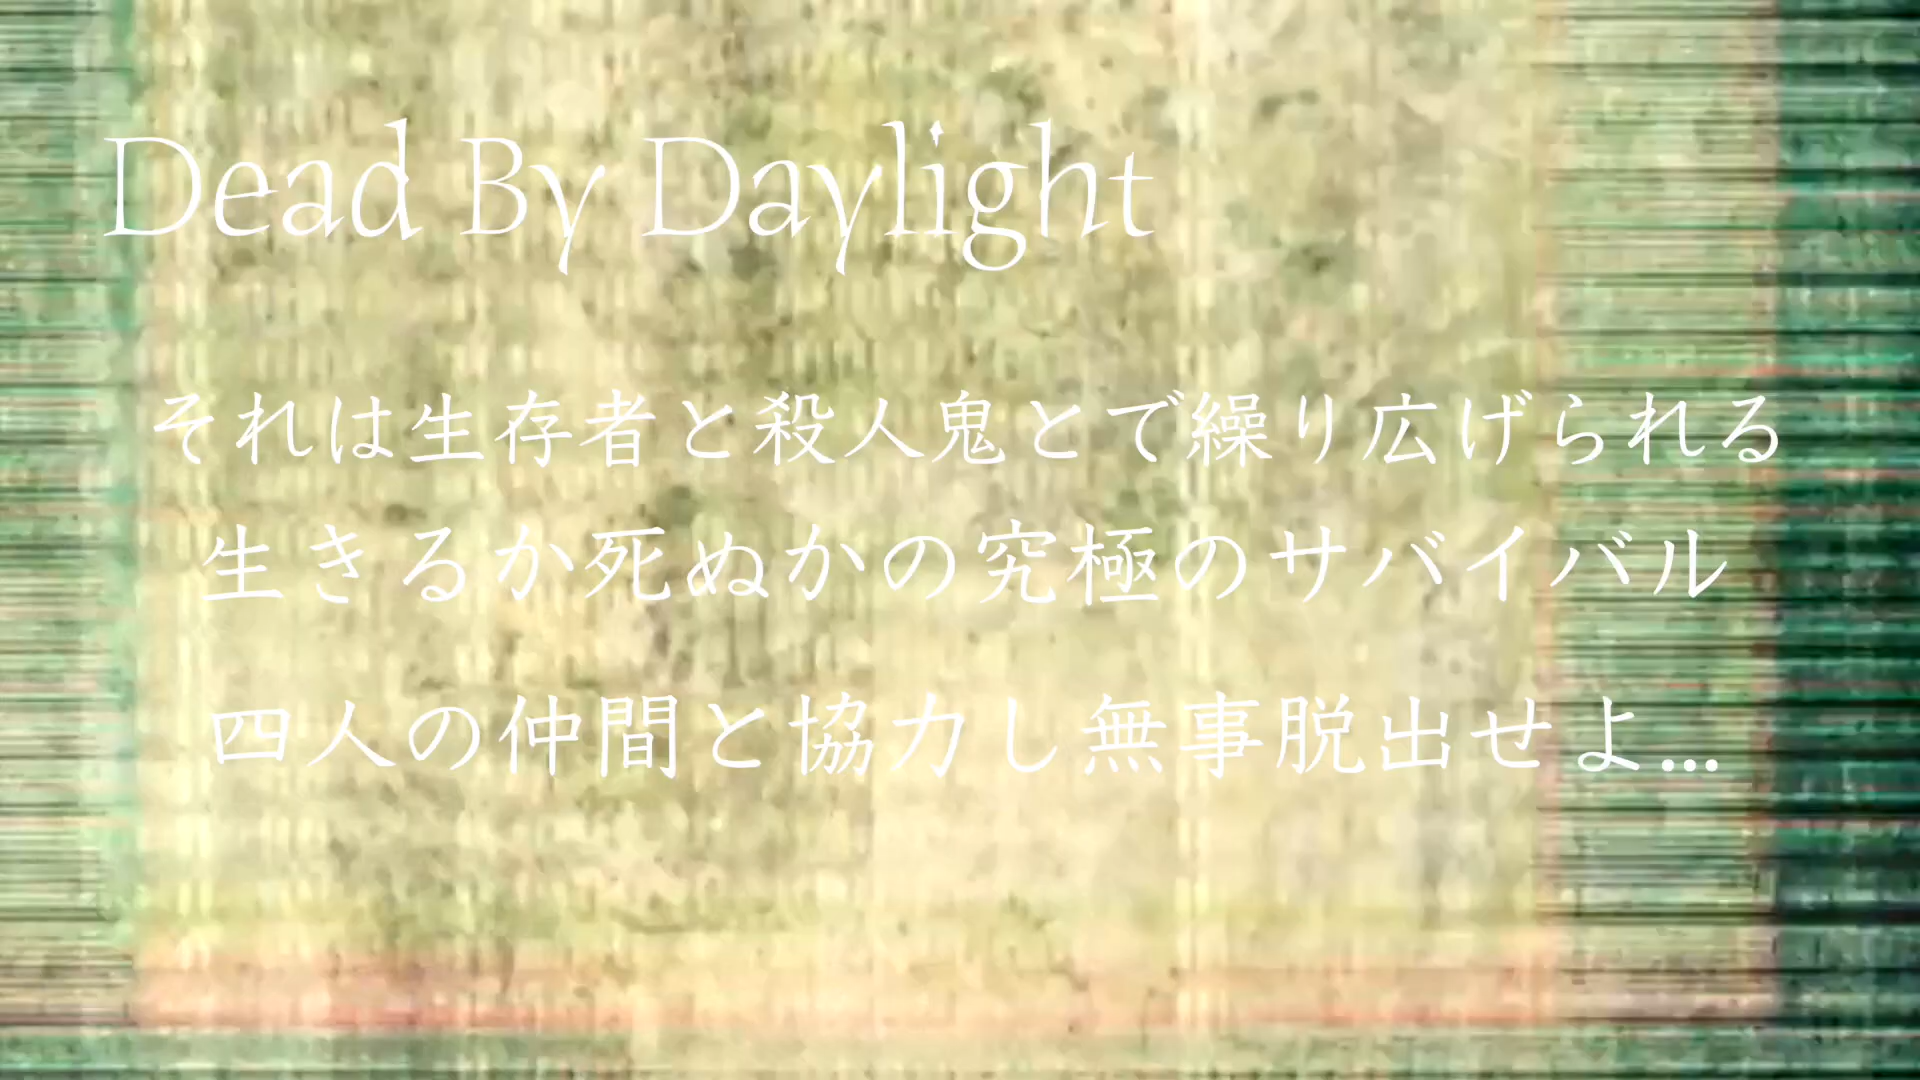 Dead By Daylight
それは生存者と殺人鬼とで繰り広げられる
生きるか死ぬかの究極のサバイバル
四人の仲間と協力し無事脱出せよ…